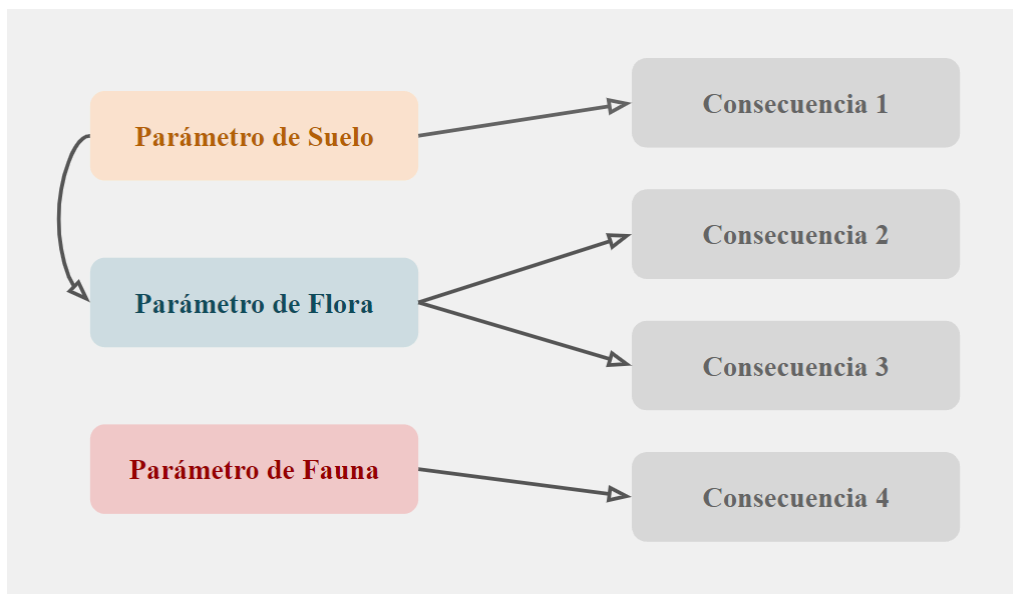 Parámetro de Suelo
Parámetro de Flora
Parámetro de Fauna
Consecuencia 1
Consecuencia 2
Consecuencia 3
Consecuencia 4